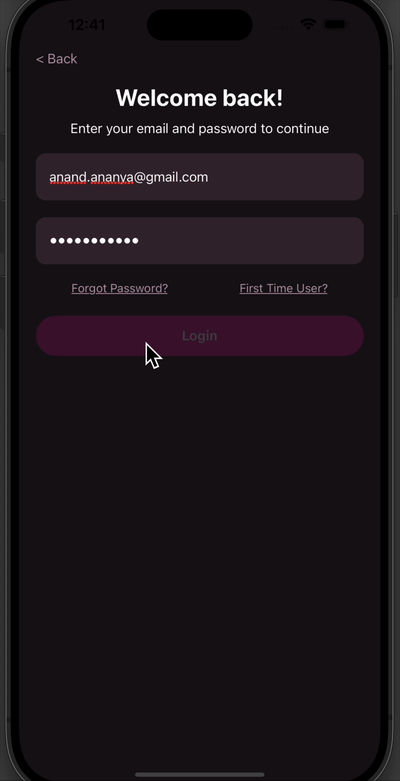 12:41
< Back
Welcome back!
Enter your email and password to continue
anand.ananya@gmail.com
•••••••••••
Forgot Password? First Time User?
Login